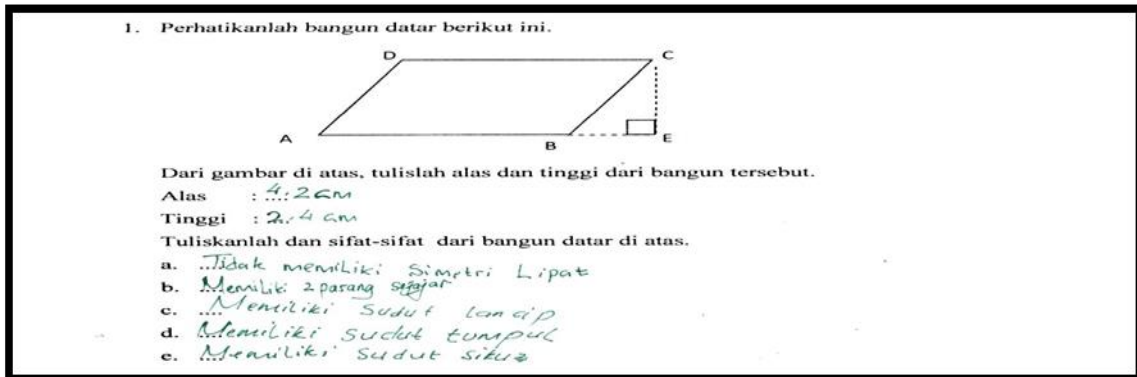 1. Perhatikanlah bangun datar berikut ini.
D C
A B E
Dari gambar di atas, tulislah alas dan tinggi dari bangun tersebut.
Alas : 4.2 cm
Tinggi : 2.4 cm
Tuliskanlah dan sifat-sifat dari bangun datar di atas.
a. Tidak memiliki Simetri Lipat
b. Memiliki 2 pasang sejajar
c. Memiliki Sudut lancip
d. Memiliki Sudut tumpul
e. Memiliki Sudut siku2